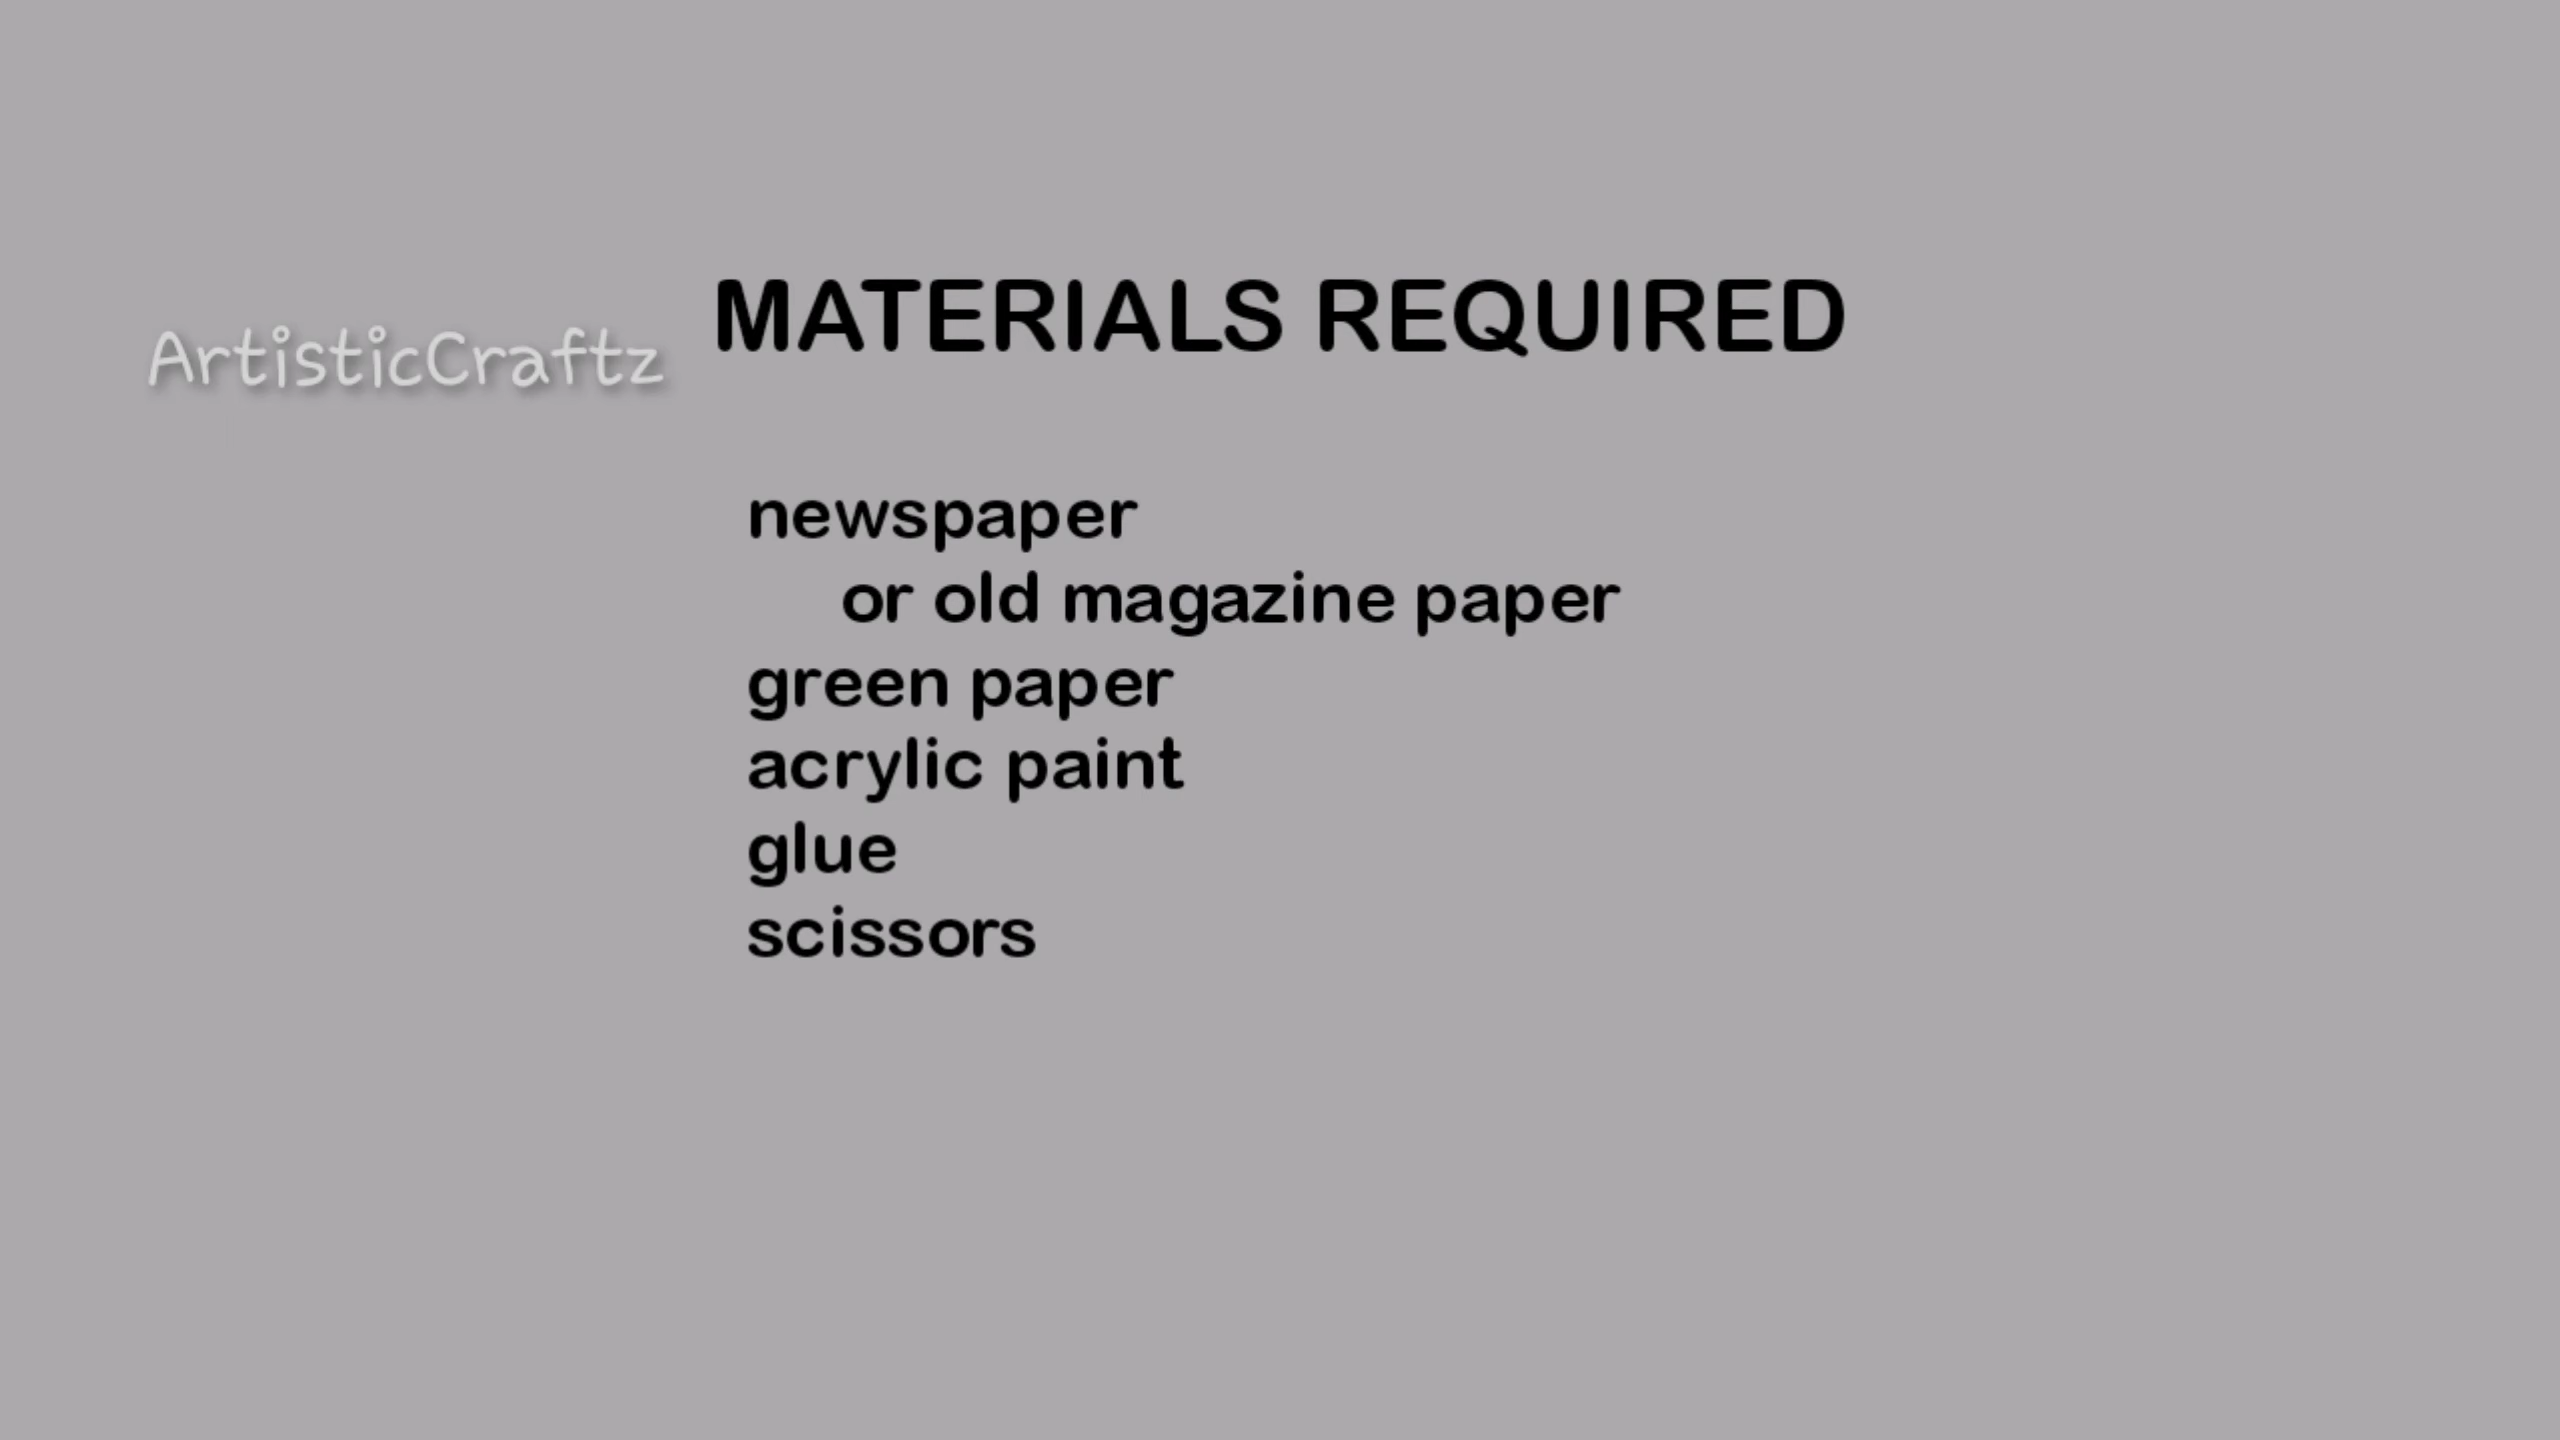 MATERIALS REQUIRED
ArtisticCraftz
newspaper
or old magazine paper
green paper
acrylic paint
glue
scissors